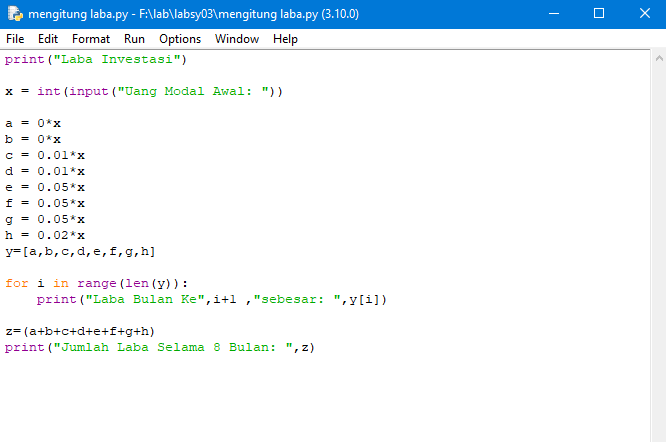 mengitung laba.py - F:\lab\labsy03\mengitung laba.py (3.10.0)
File Edit Format Run Options Window Help
print("Laba Investasi")
x = int(input("Uang Modal Awal: "))
a = 0*x
b = 0*x
c = 0.01*x
d = 0.01*x
e = 0.05*x
f = 0.05*x
g = 0.05*x
h = 0.02*x
y=[a,b,c,d,e,f,g,h]
for i in range(len(y)):
    print("Laba Bulan Ke",i+1 ,"sebesar: ",y[i])
z=(a+b+c+d+e+f+g+h)
print("Jumlah Laba Selama 8 Bulan: ",z)